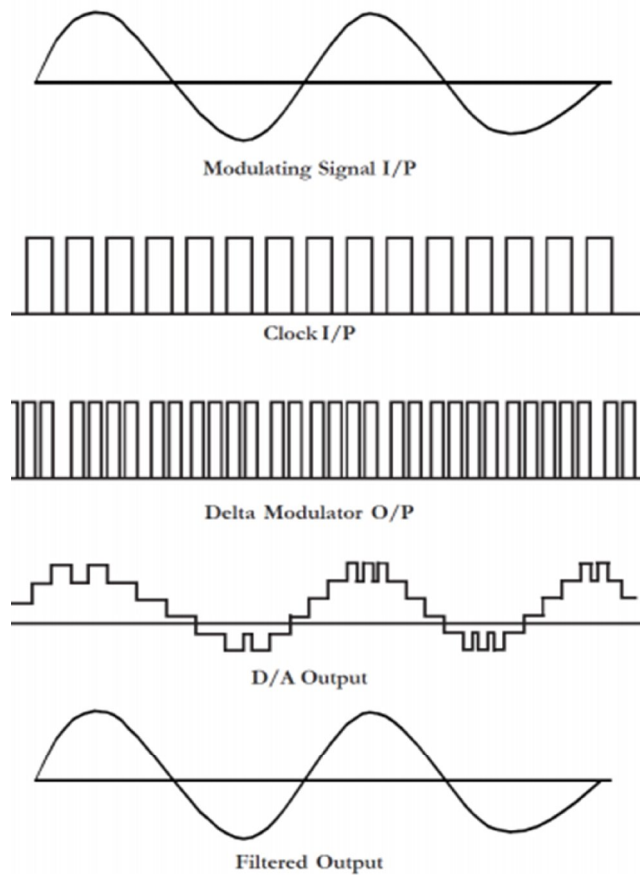 Modulating Signal I/P
Clock I/P
Delta Modulator O/P
D/A Output
Filtered Output